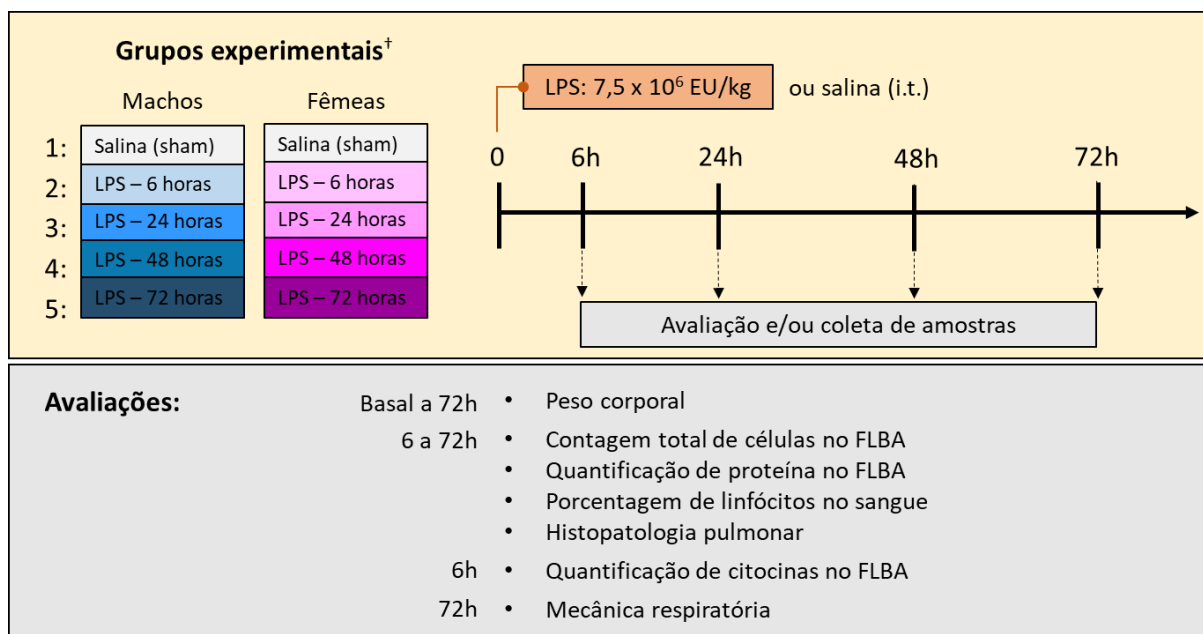 Grupos experimentais†
LPS: 7,5 x 10⁶ EU/kg ou salina (i.t.)
Machos Fêmeas
1: Salina (sham) Salina (sham)
2: LPS – 6 horas LPS – 6 horas
3: LPS – 24 horas LPS – 24 horas
4: LPS – 48 horas LPS – 48 horas
5: LPS – 72 horas LPS – 72 horas
0 6h 24h 48h 72h
Avaliação e/ou coleta de amostras
Avaliações:
Basal a 72h • Peso corporal
6 a 72h • Contagem total de células no FLBA
• Quantificação de proteína no FLBA
• Porcentagem de linfócitos no sangue
• Histopatologia pulmonar
6h • Quantificação de citocinas no FLBA
72h • Mecânica respiratória